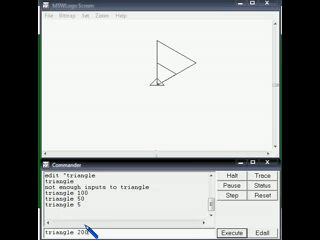 MSWLogo Screen
File Bitmap Set Zoom Help
Commander
edit "triangle
triangle
not enough inputs to triangle
triangle 100
triangle 50
triangle 5
Halt Trace
Pause Status
Step Reset
triangle 200
Execute Edall